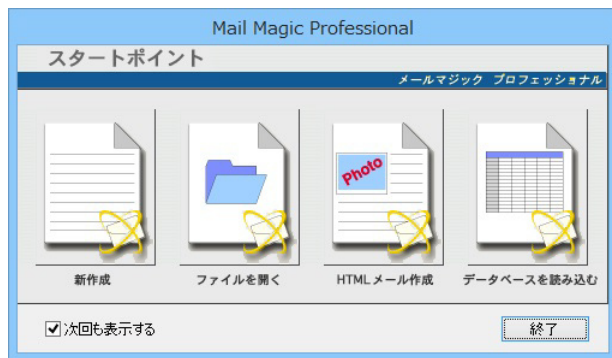 Mail Magic Professional
スタートポイント
メールマジック プロフェッショナル
Photo
新作成
ファイルを開く
HTMLメール作成
データベースを読み込む
次回も表示する
終了